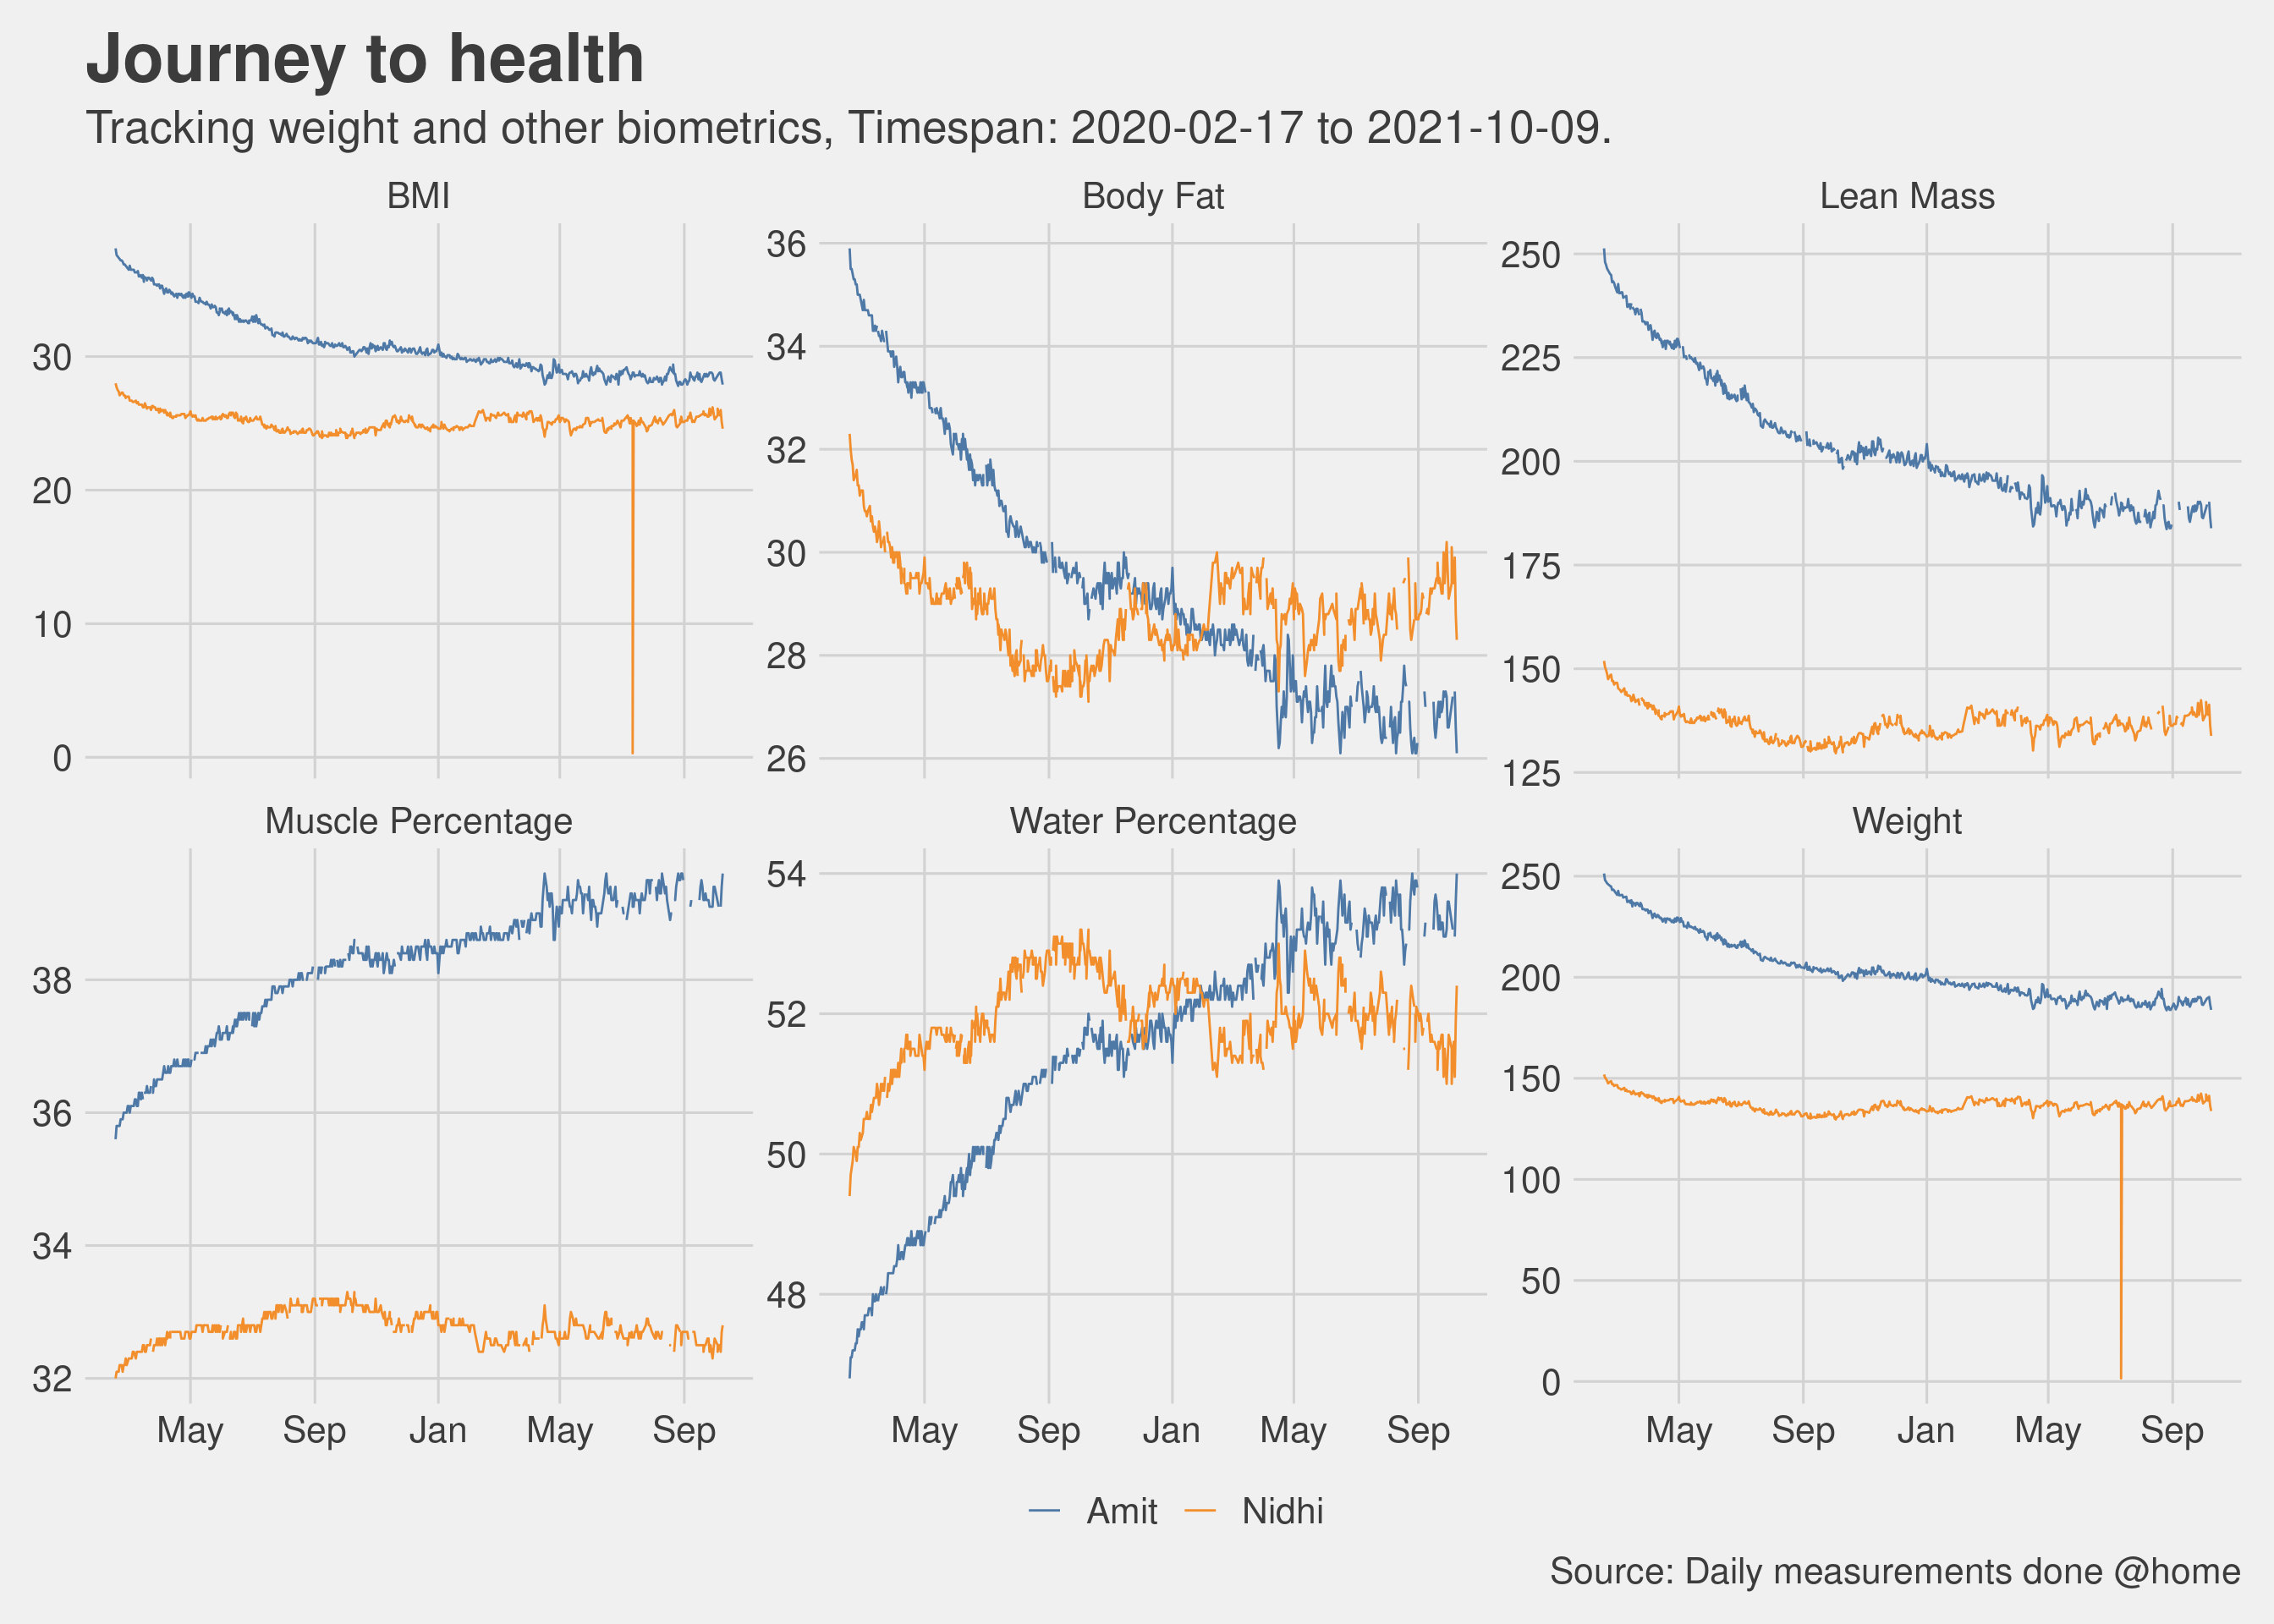 Journey to health
Tracking weight and other biometrics, Timespan: 2020-02-17 to 2021-10-09.
BMI
Body Fat
Lean Mass
30
20
10
0
36
34
32
30
28
26
250
225
200
175
150
125
Muscle Percentage
Water Percentage
Weight
38
36
34
32
54
52
50
48
250
200
150
100
50
0
May Sep Jan May Sep
May Sep Jan May Sep
May Sep Jan May Sep
Amit Nidhi
Source: Daily measurements done @home